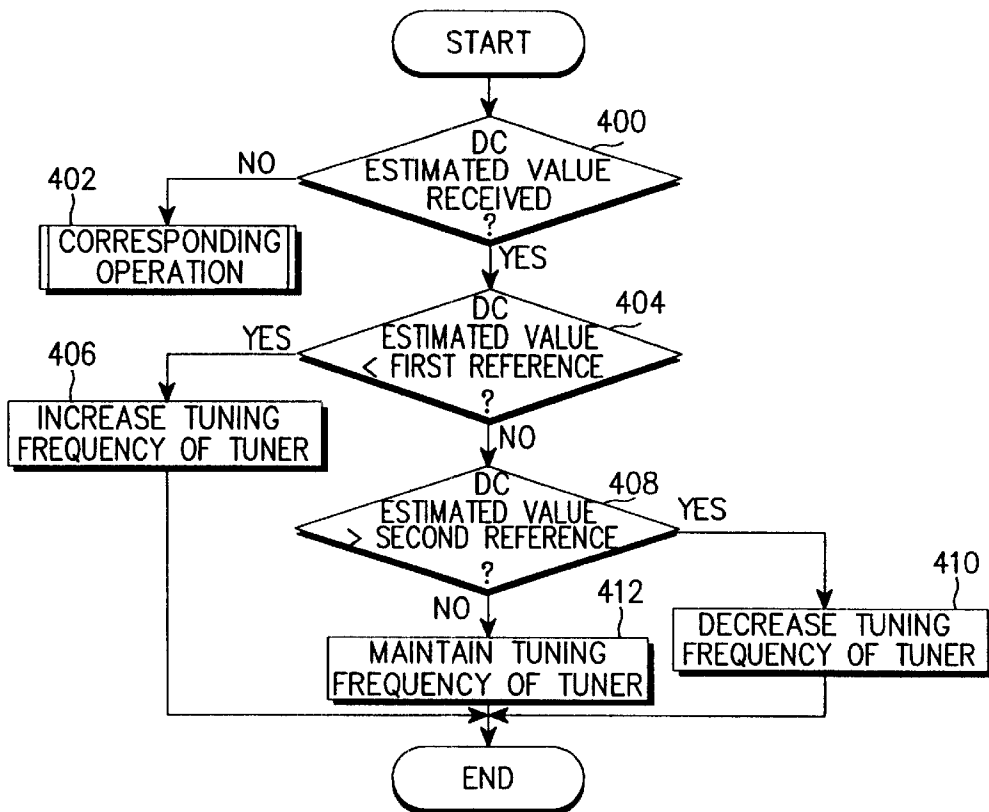 START
400
DC
ESTIMATED VALUE
RECEIVED
?
NO
402
CORRESPONDING
OPERATION
YES
404
DC
ESTIMATED VALUE
< FIRST REFERENCE
?
YES
406
INCREASE TUNING
FREQUENCY OF TUNER
NO
408
DC
ESTIMATED VALUE
> SECOND REFERENCE
?
YES
410
DECREASE TUNING
FREQUENCY OF TUNER
NO
412
MAINTAIN TUNING
FREQUENCY OF TUNER
END